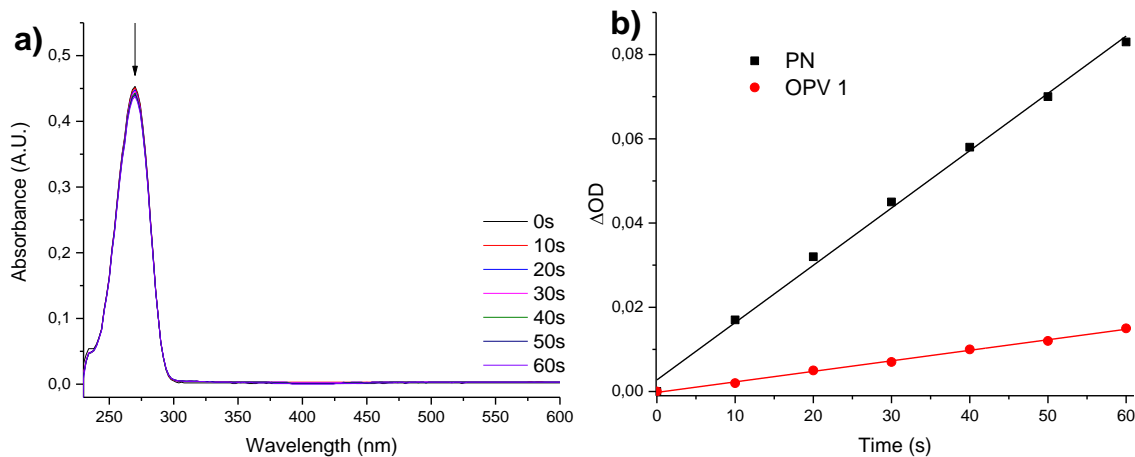 a)
0,5
0,4
0,3
0,2
0,1
0,0
Absorbance (A.U.)
250 300 350 400 450 500 550 600
Wavelength (nm)
0s
10s
20s
30s
40s
50s
60s
b)
0,08
0,06
0,04
0,02
0,00
ΔOD
PN
OPV 1
0 10 20 30 40 50 60
Time (s)